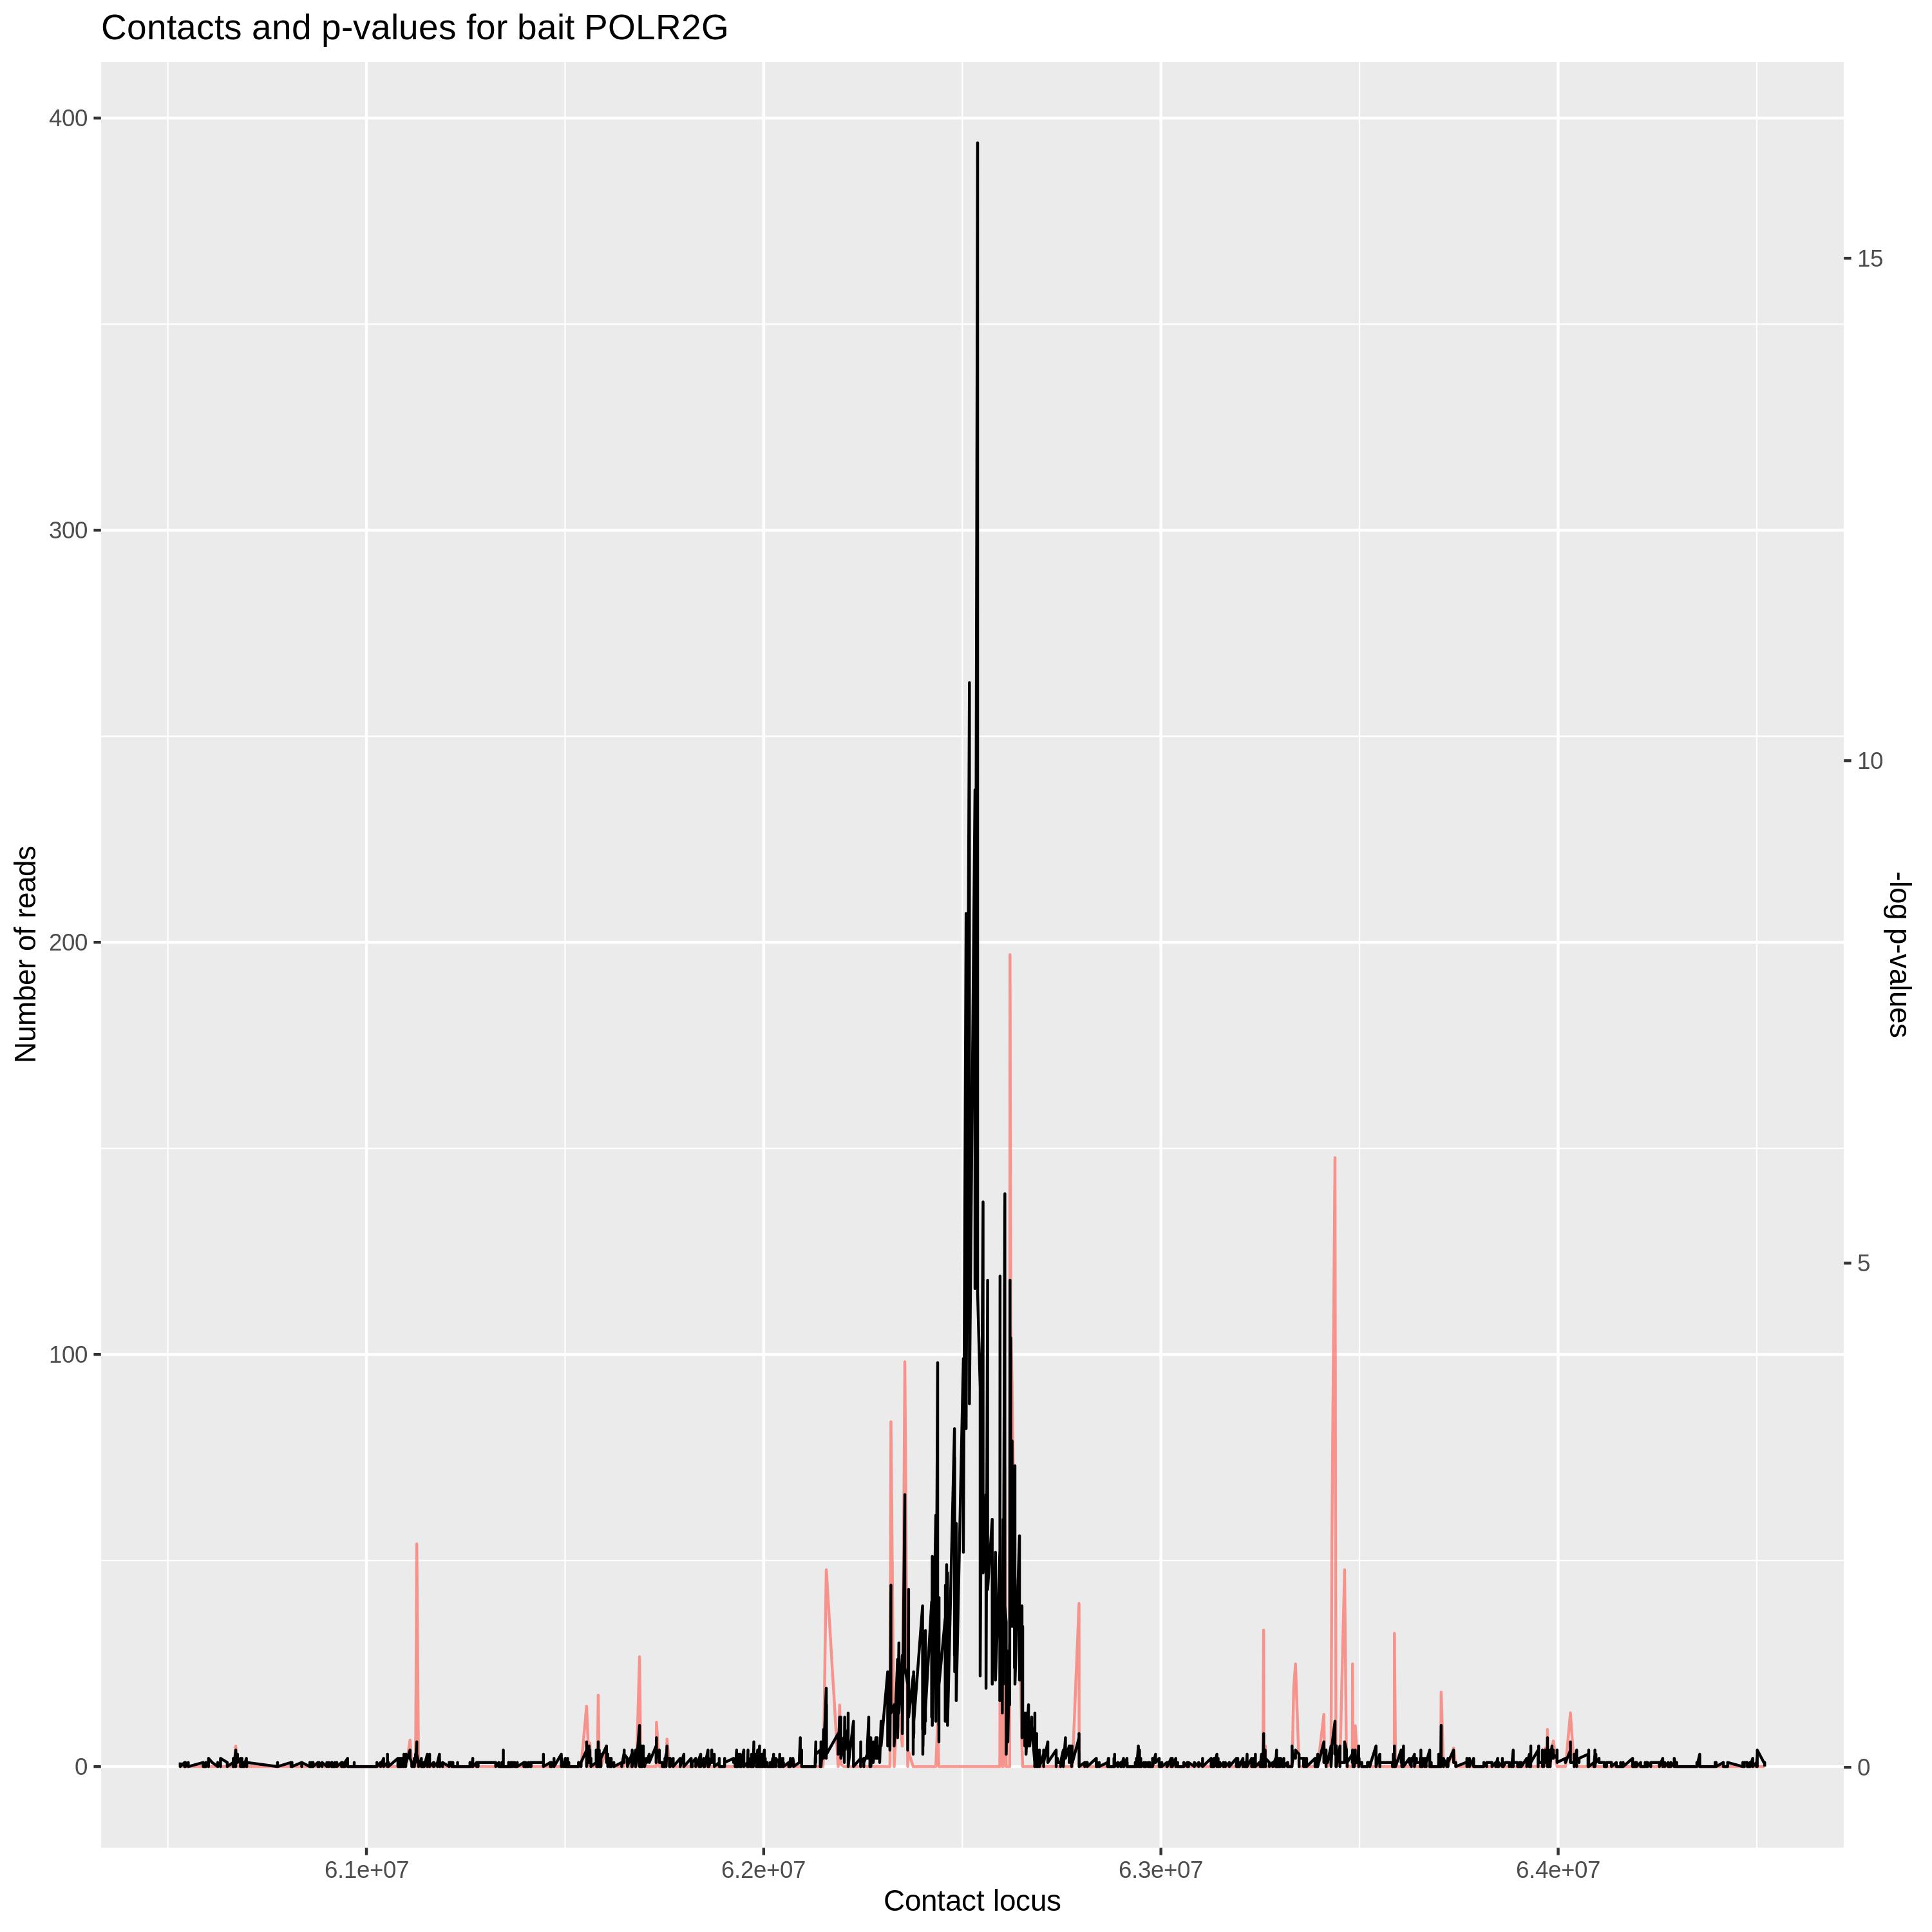 Contacts and p-values for bait POLR2G
400
300
200
100
0
Number of reads
15
10
5
0
-log p-values
6.1e+07
6.2e+07
6.3e+07
6.4e+07
Contact locus